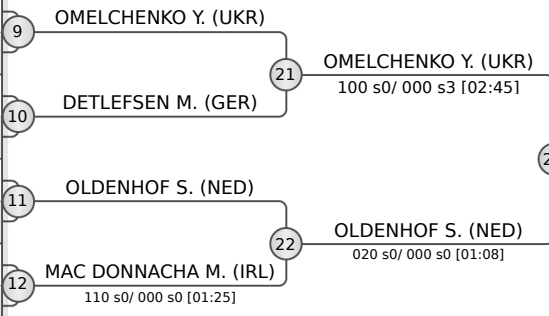 OMELCHENKO Y. (UKR)
9
OMELCHENKO Y. (UKR)
21
100 s0/ 000 s3 [02:45]
DETLEFSEN M. (GER)
10
OLDENHOF S. (NED)
11
OLDENHOF S. (NED)
22
020 s0/ 000 s0 [01:08]
MAC DONNACHA M. (IRL)
12
110 s0/ 000 s0 [01:25]